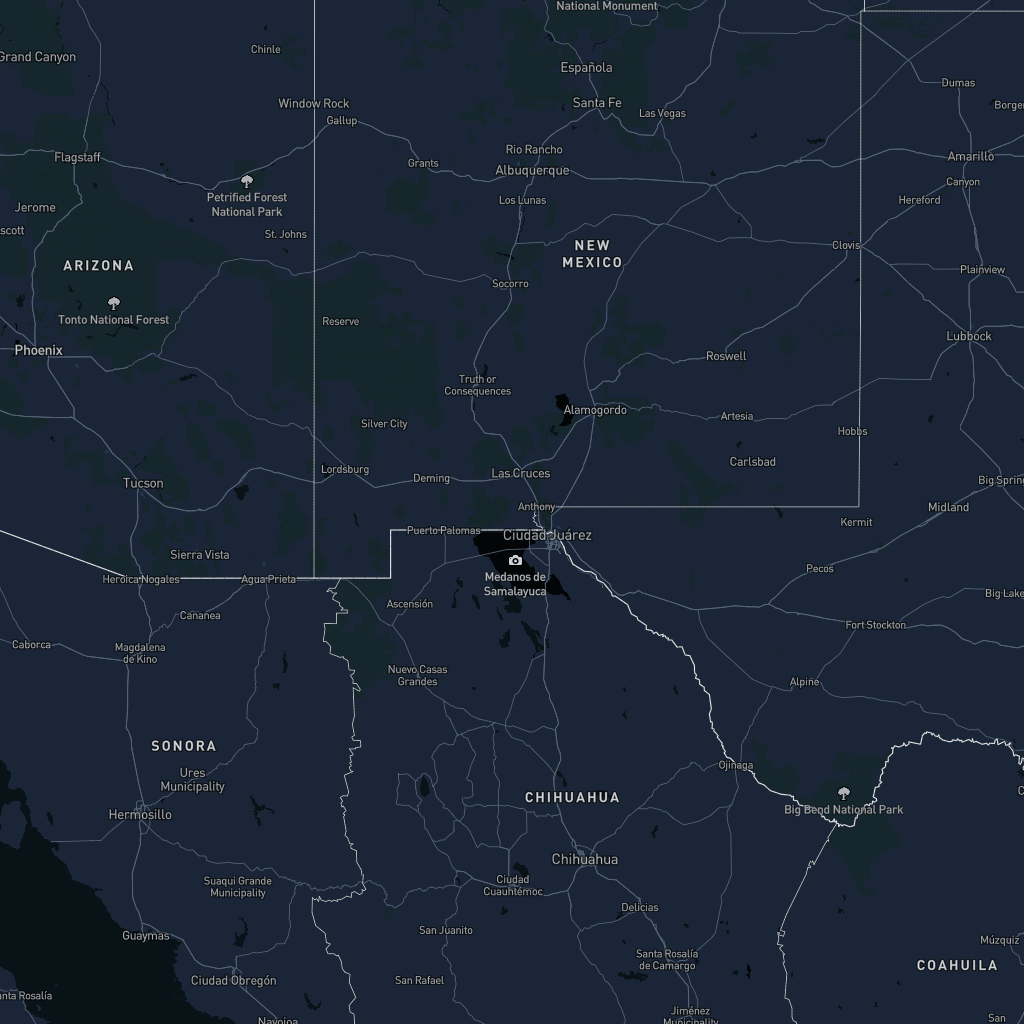 National Monument
Chinle
Grand Canyon
Española
Dumas
Window Rock
Santa Fe
Borger
Gallup
Las Vegas
Rio Rancho
Flagstaff
Grants
Albuquerque
Amarillo
Canyon
Petrified Forest
National Park
Los Lunas
Hereford
Jerome
scott
St. Johns
NEW
MEXICO
Clovis
ARIZONA
Plainview
Socorro
Tonto National Forest
Reserve
Phoenix
Lubbock
Roswell
Truth or
Consequences
Alamogordo
Artesia
Silver City
Hobbs
Carlsbad
Lordsburg
Las Cruces
Deming
Tucson
Big Spring
Anthony
Midland
Kermit
Puerto Palomas
Ciudad Juárez
Sierra Vista
Pecos
Heroica Nogales
Agua Prieta
Medanos de
Samalayuca
Big Lake
Ascensión
Cananea
Fort Stockton
Caborca
Magdalena
de Kino
Nuevo Casas
Grandes
Alpine
SONORA
Ojinaga
Ures
Municipality
CHIHUAHUA
C
Big Bend National Park
Hermosillo
Chihuahua
Suaqui Grande
Municipality
Ciudad
Cuauhtémoc
Delicias
Guaymas
San Juanito
Múzquiz
Santa Rosalía
de Camargo
COAHUILA
Ciudad Obregón
San Rafael
nta Rosalía
Jiménez
Municipality
Navojoa
San